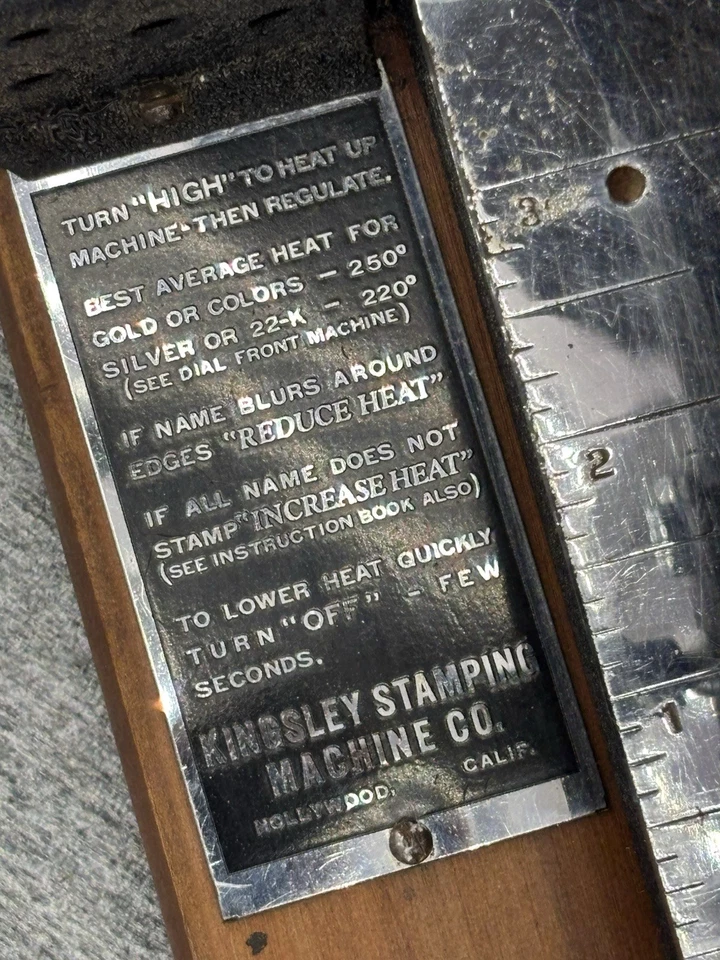 TURN "HIGH" TO HEAT UP
MACHINE-THEN REGULATE.
BEST AVERAGE HEAT FOR
GOLD OR COLORS - 250°
SILVER OR 22-K - 220°
(SEE DIAL FRONT MACHINE)
IF NAME BLURS AROUND
EDGES "REDUCE HEAT"
IF ALL NAME DOES NOT
STAMP "INCREASE HEAT"
(SEE INSTRUCTION BOOK ALSO)
TO LOWER HEAT QUICKLY
TURN "OFF" - FEW
SECONDS.
KINGSLEY STAMPING
MACHINE CO.
HOLLYWOOD, CALIF.
3
2
1